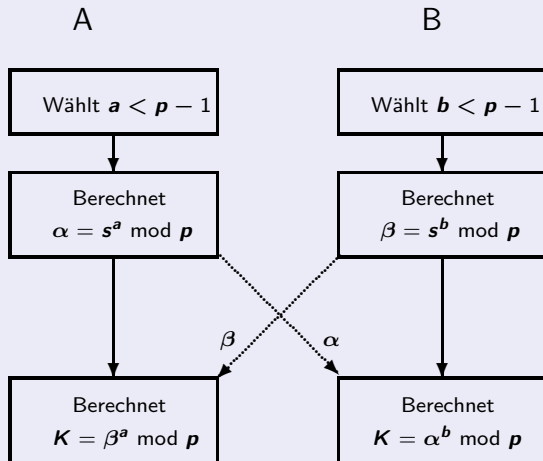 A
B
Wählt a < p − 1
Wählt b < p − 1
Berechnet
α = s^a mod p
Berechnet
β = s^b mod p
β
α
Berechnet
K = β^a mod p
Berechnet
K = α^b mod p